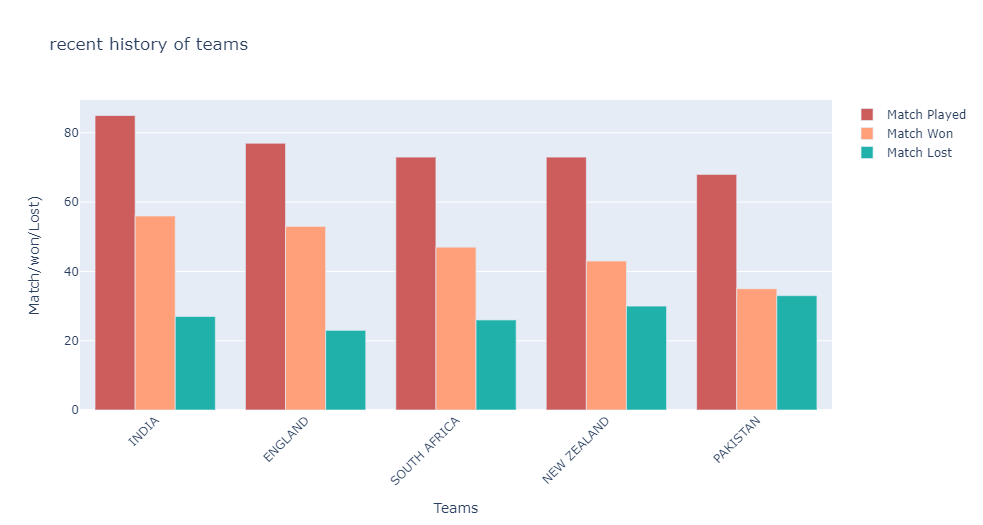 recent history of teams
Match Played
Match Won
Match Lost
Match/won/Lost)
80
60
40
20
0
INDIA
ENGLAND
SOUTH AFRICA
NEW ZEALAND
PAKISTAN
Teams